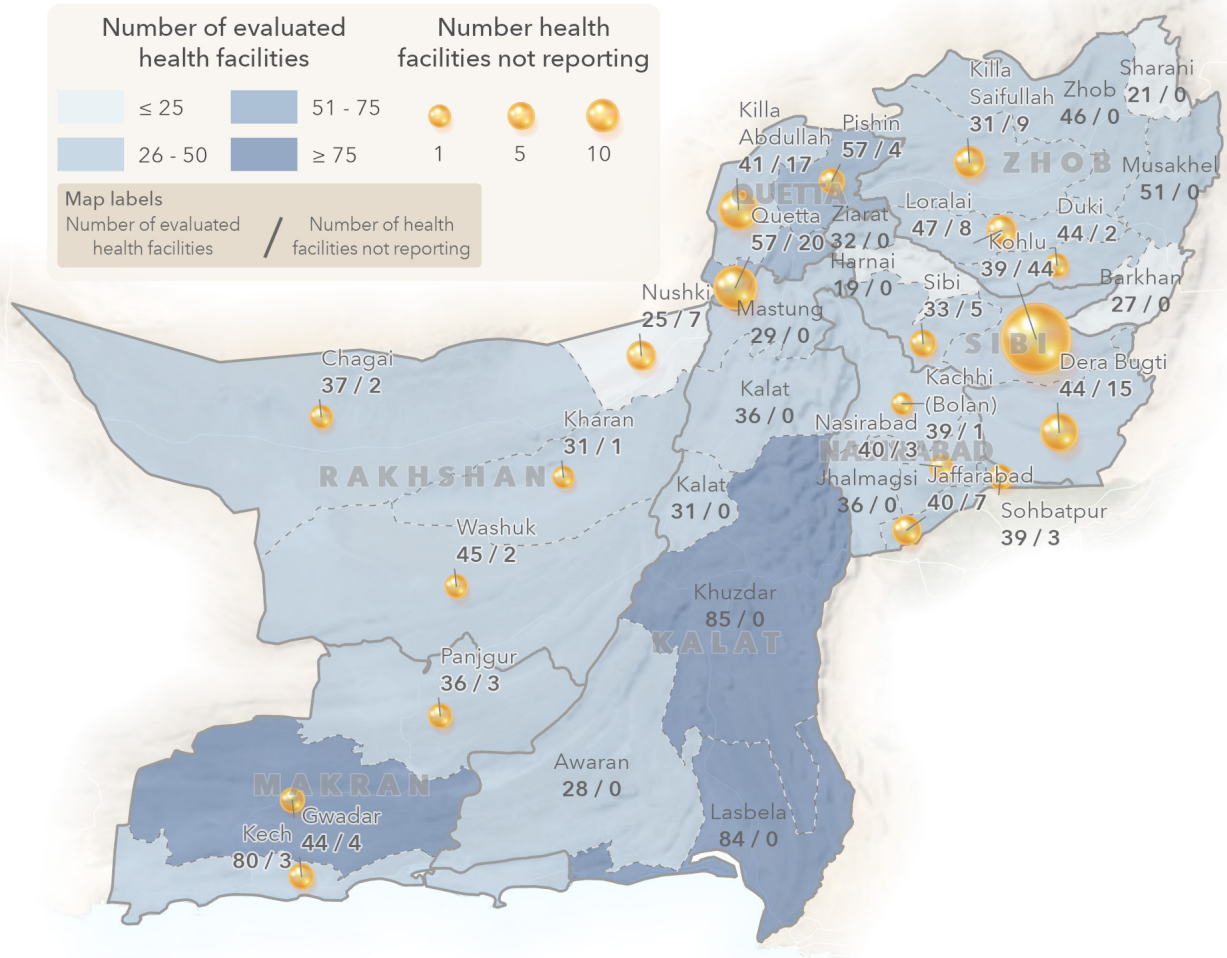 Number of evaluated
health facilities
Number health
facilities not reporting
≤ 25
51 - 75
26 - 50
≥ 75
1
5
10
Map labels
Number of evaluated
health facilities
/
Number of health
facilities not reporting
Sharani
21 / 0
Killa
Saifullah
31 / 9
Zhob
46 / 0
Killa
Abdullah
41 / 17
Pishin
57 / 4
ZHOB
Musakhel
51 / 0
QUETTA
Quetta
57 / 20
Ziarat
32 / 0
Loralai
47 / 8
Duki
44 / 2
Kohlu
39 / 44
Harnai
19 / 0
Barkhan
27 / 0
Sibi
33 / 5
Nushki
25 / 7
Mastung
29 / 0
SIBI
Chagai
37 / 2
Dera Bugti
44 / 15
Kalat
36 / 0
Kachhi
(Bolan)
39 / 1
Kharan
31 / 1
Nasirabad
40 / 3
NASIRABAD
RAKHSHAN
Kalat
31 / 0
Jhalmagsi
36 / 0
Jaffarabad
40 / 7
Sohbatpur
39 / 3
Washuk
45 / 2
Khuzdar
85 / 0
KALAT
Panjgur
36 / 3
Awaran
28 / 0
MAKRAN
Gwadar
44 / 4
Kech
80 / 3
Lasbela
84 / 0